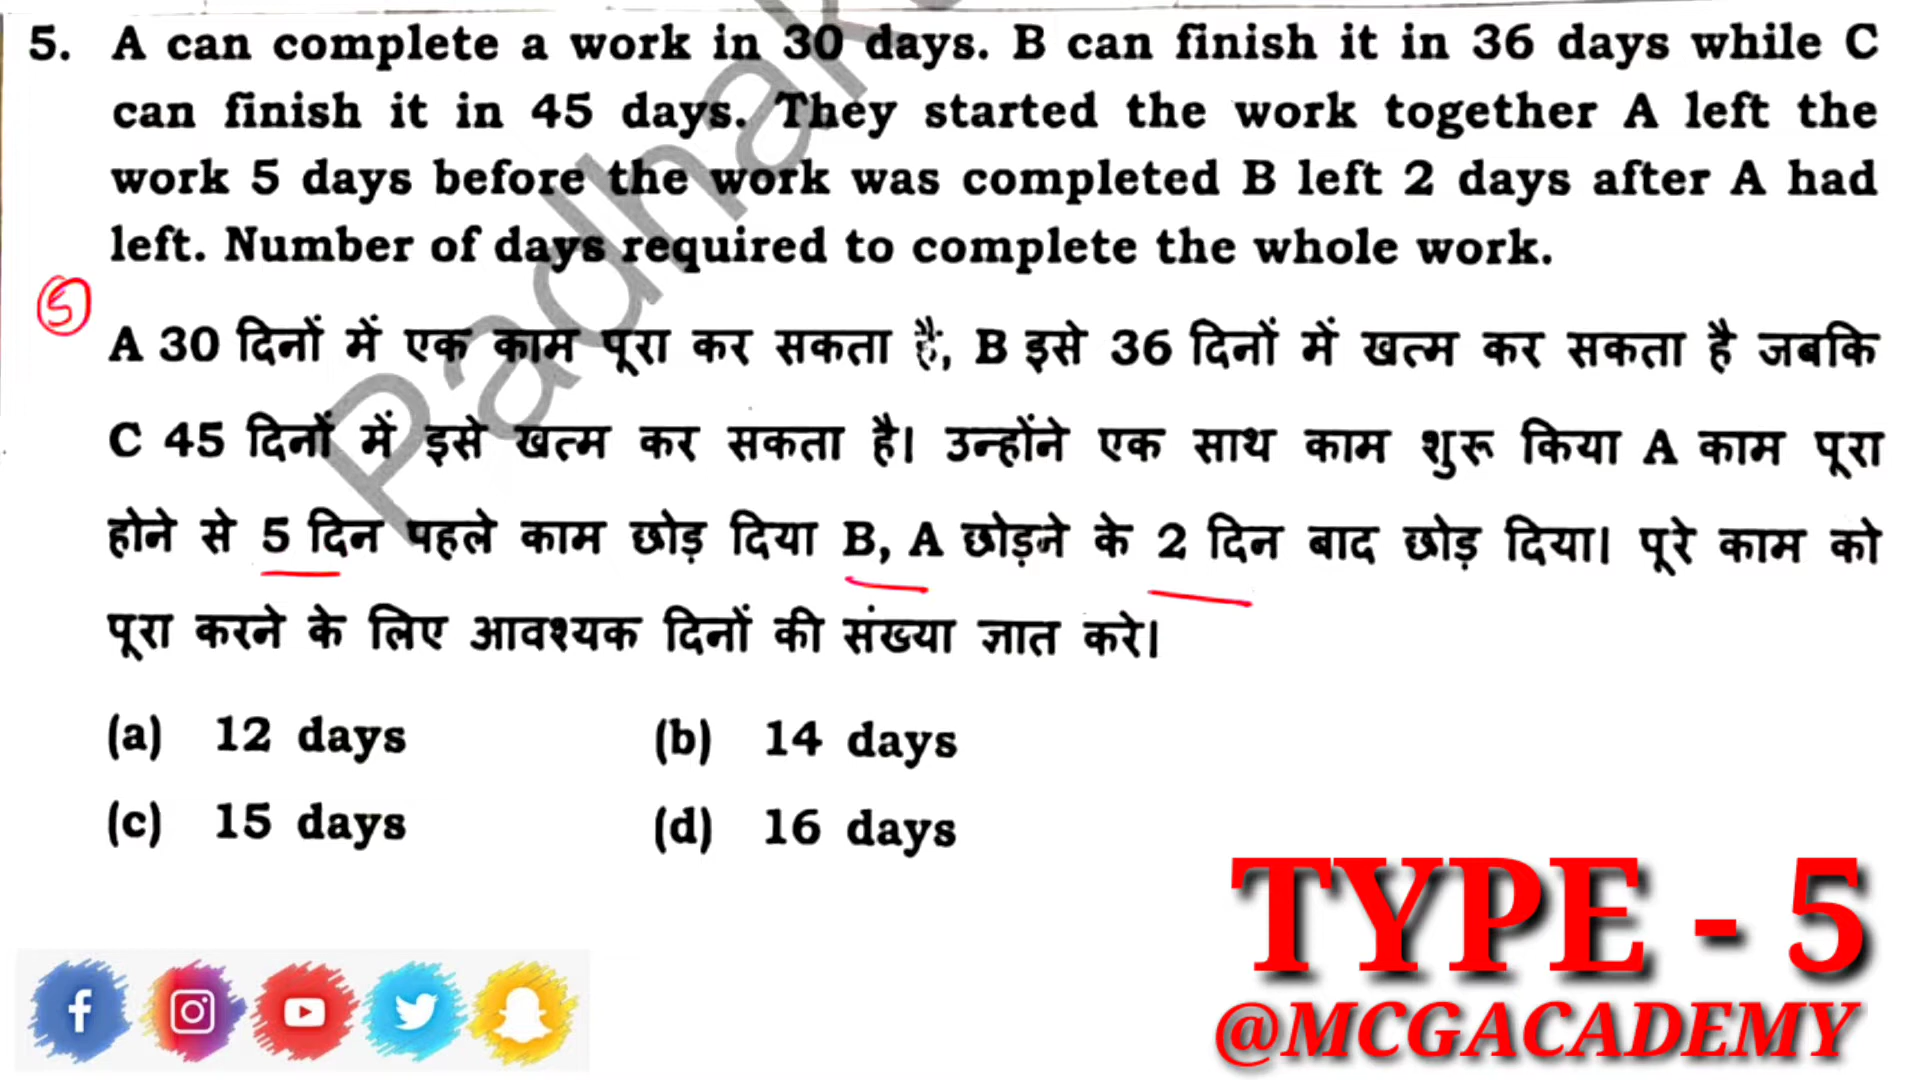 5. A can complete a work in 30 days. B can finish it in 36 days while C
can finish it in 45 days. They started the work together A left the
work 5 days before the work was completed B left 2 days after A had
left. Number of days required to complete the whole work.
5
A 30 दिनों में एक काम पूरा कर सकता है, B इसे 36 दिनों में खत्म कर सकता है जबकि
C 45 दिनों में इसे खत्म कर सकता है। उन्होंने एक साथ काम शुरू किया A काम पूरा
होने से 5 दिन पहले काम छोड़ दिया B, A छोड़ने के 2 दिन बाद छोड़ दिया। पूरे काम को
पूरा करने के लिए आवश्यक दिनों की संख्या ज्ञात करे।
(a) 12 days (b) 14 days
(c) 15 days (d) 16 days
TYPE - 5
@MCGACADEMY